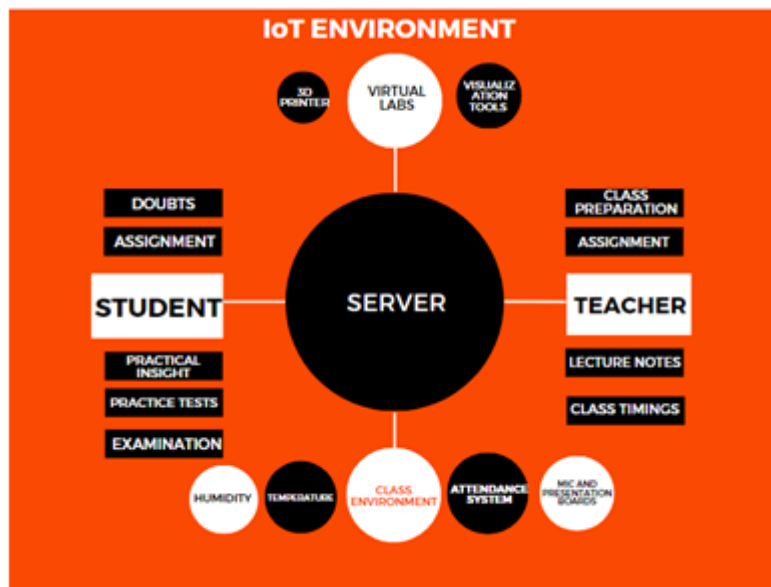 IoT ENVIRONMENT
3D
PRINTER
VIRTUAL
LABS
VISUALIZ
ATION
TOOLS
DOUBTS
ASSIGNMENT
STUDENT
PRACTICAL
INSIGHT
PRACTICE TESTS
EXAMINATION
SERVER
CLASS
PREPARATION
ASSIGNMENT
TEACHER
LECTURE NOTES
CLASS TIMINGS
HUMIDITY
TEMPERATURE
CLASS
ENVIRONMENT
ATTENDANCE
SYSTEM
MIC AND
PRESENTATION
BOARDS